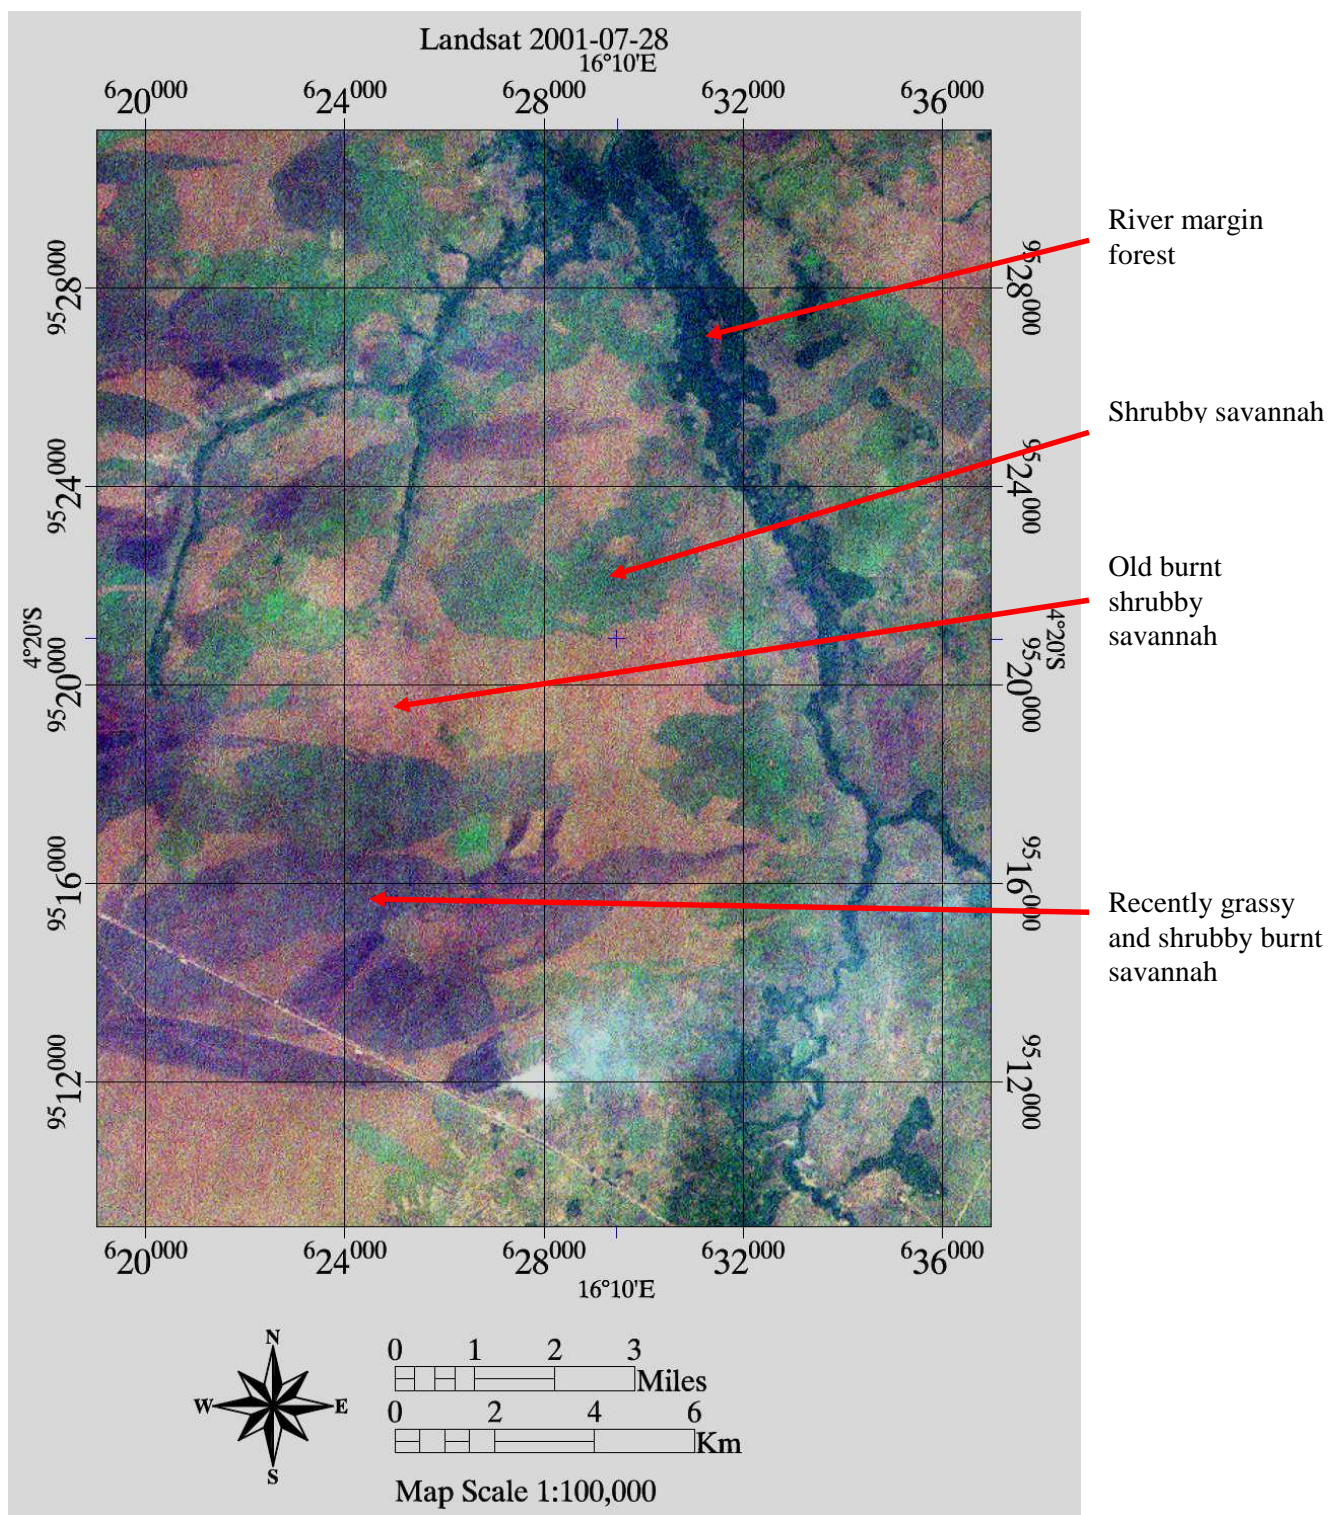 Landsat 2001-07-28
16°10'E
620000 624000 628000 632000 636000
River margin
forest
9528000 9528000
Shrubby savannah
9524000 9524000
Old burnt
shrubby
savannah
4°20'S 4°20'S
9520000 9520000
9516000 9516000
Recently grassy
and shrubby burnt
savannah
9512000 9512000
620000 624000 628000 632000 636000
16°10'E
N
W E
S
0 1 2 3
Miles
0 2 4 6
Km
Map Scale 1:100,000